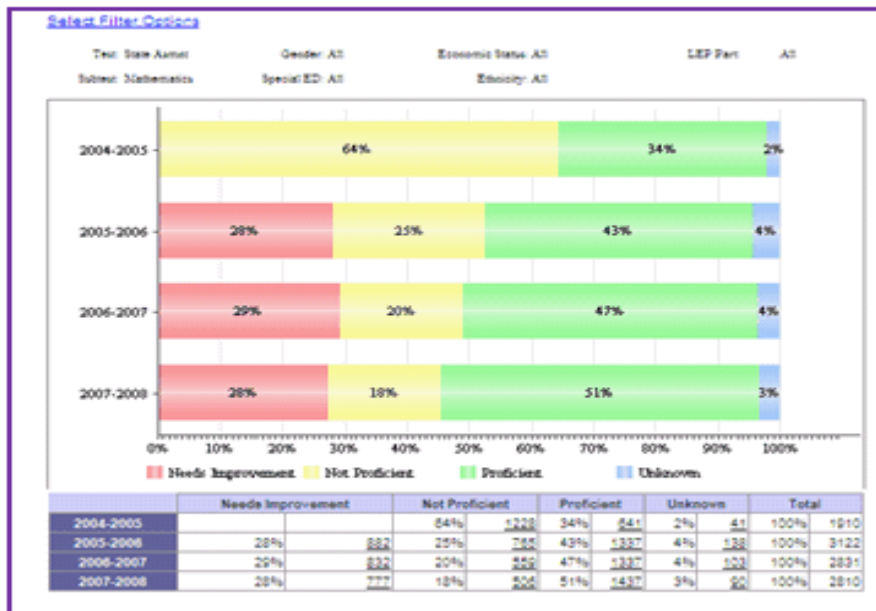 Select Filter Options
Test: State Gender: All Economic Status: All LEP Part All
Subtest: Mathematics Special ED: All Ethnicity: All
2004-2005 64% 34% 2%
2005-2006 28% 25% 43% 4%
2006-2007 29% 20% 47% 4%
2007-2008 28% 18% 51% 3%
0% 10% 20% 30% 40% 50% 60% 70% 80% 90% 100%
Needs Improvement Not Proficient Proficient Unknown
Needs Improvement Not Proficient Proficient Unknown Total
2004-2005 64% 1228 34% 641 2% 41 100% 1910
2005-2006 28% 882 25% 765 43% 1337 4% 138 100% 3122
2006-2007 29% 832 20% 559 47% 1337 4% 103 100% 2831
2007-2008 28% 777 18% 506 51% 1437 3% 90 100% 2810